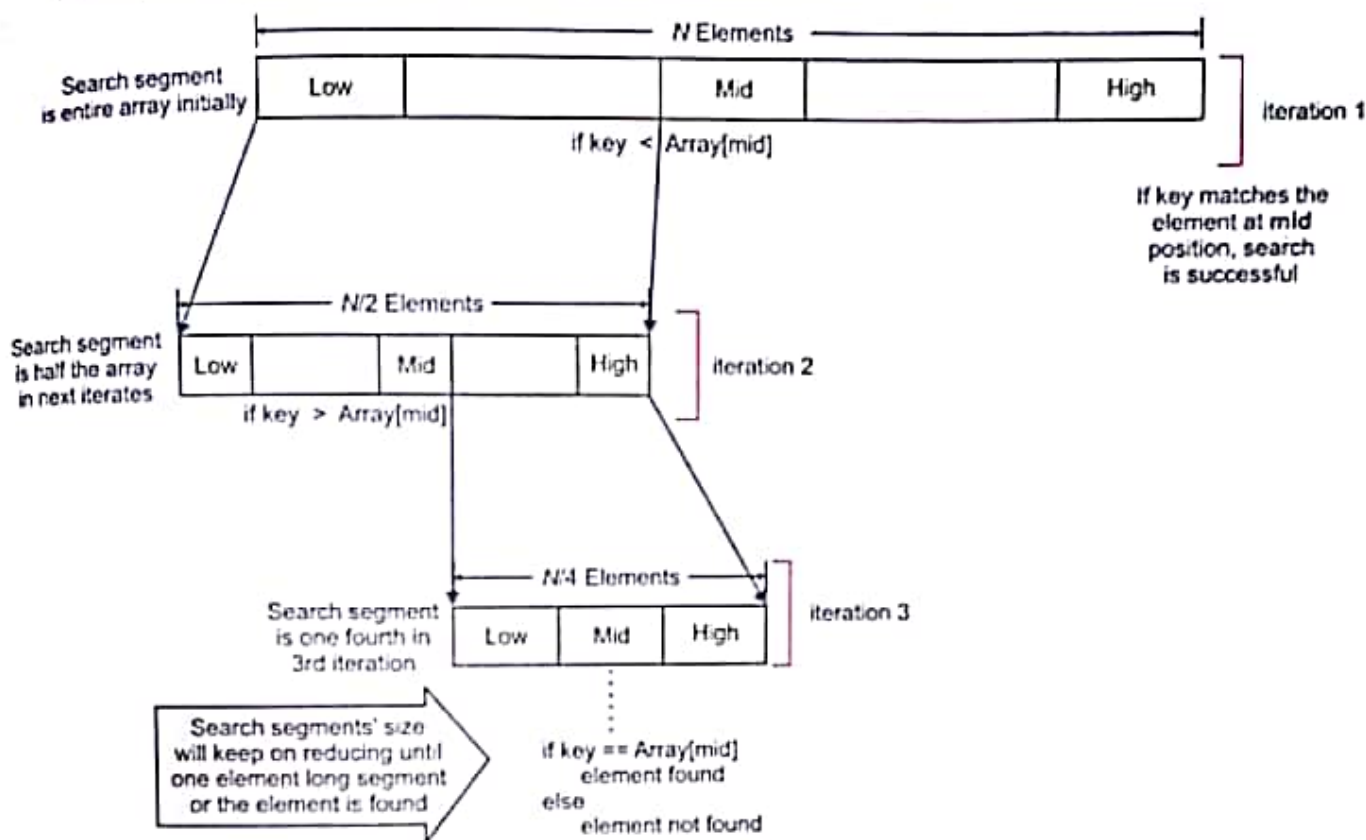 N Elements
Search segment
is entire array initially
Low
Mid
High
iteration 1
if key < Array[mid]
If key matches the
element at mid
position, search
is successful
N/2 Elements
Search segment
is half the array
in next iterates
Low
Mid
High
iteration 2
if key > Array[mid]
N/4 Elements
Search segment
is one fourth in
3rd iteration
Low
Mid
High
iteration 3
Search segments' size
will keep on reducing until
one element long segment
or the element is found
if key == Array[mid]
element found
else
element not found